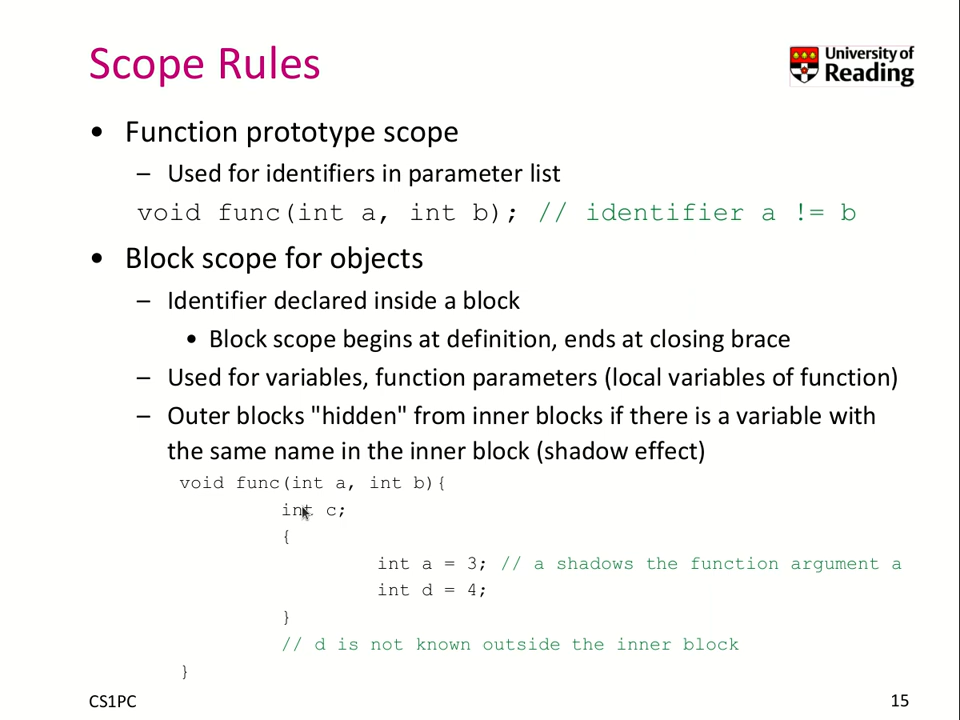 Scope Rules
University of
Reading
• Function prototype scope
– Used for identifiers in parameter list
void func(int a, int b); // identifier a != b
• Block scope for objects
– Identifier declared inside a block
• Block scope begins at definition, ends at closing brace
– Used for variables, function parameters (local variables of function)
– Outer blocks "hidden" from inner blocks if there is a variable with
the same name in the inner block (shadow effect)
void func(int a, int b){
int c;
{
int a = 3; // a shadows the function argument a
int d = 4;
}
// d is not known outside the inner block
}
CS1PC
15